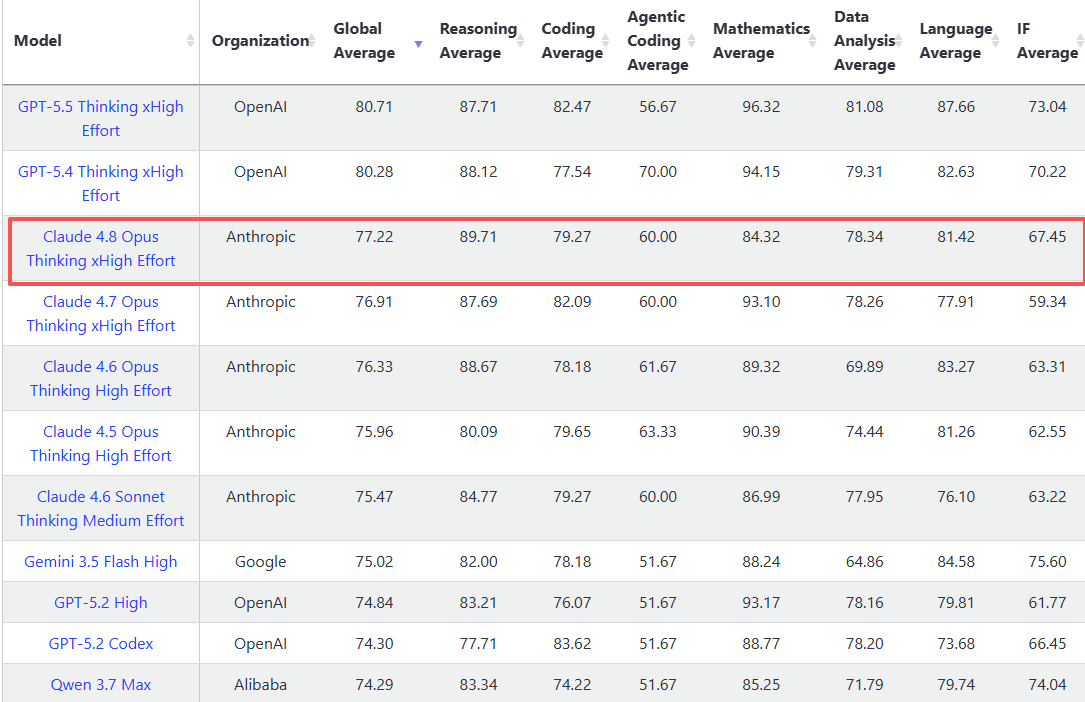 Model Organization Global Average Reasoning Average Coding Average Agentic Coding Average Mathematics Average Data Analysis Average Language Average IF Average
GPT-5.5 Thinking xHigh Effort OpenAI 80.71 87.71 82.47 56.67 96.32 81.08 87.66 73.04
GPT-5.4 Thinking xHigh Effort OpenAI 80.28 88.12 77.54 70.00 94.15 79.31 82.63 70.22
Claude 4.8 Opus Thinking xHigh Effort Anthropic 77.22 89.71 79.27 60.00 84.32 78.34 81.42 67.45
Claude 4.7 Opus Thinking xHigh Effort Anthropic 76.91 87.69 82.09 60.00 93.10 78.26 77.91 59.34
Claude 4.6 Opus Thinking High Effort Anthropic 76.33 88.67 78.18 61.67 89.32 69.89 83.27 63.31
Claude 4.5 Opus Thinking High Effort Anthropic 75.96 80.09 79.65 63.33 90.39 74.44 81.26 62.55
Claude 4.6 Sonnet Thinking Medium Effort Anthropic 75.47 84.77 79.27 60.00 86.99 77.95 76.10 63.22
Gemini 3.5 Flash High Google 75.02 82.00 78.18 51.67 88.24 64.86 84.58 75.60
GPT-5.2 High OpenAI 74.84 83.21 76.07 51.67 93.17 78.16 79.81 61.77
GPT-5.2 Codex OpenAI 74.30 77.71 83.62 51.67 88.77 78.20 73.68 66.45
Qwen 3.7 Max Alibaba 74.29 83.34 74.22 51.67 85.25 71.79 79.74 74.04